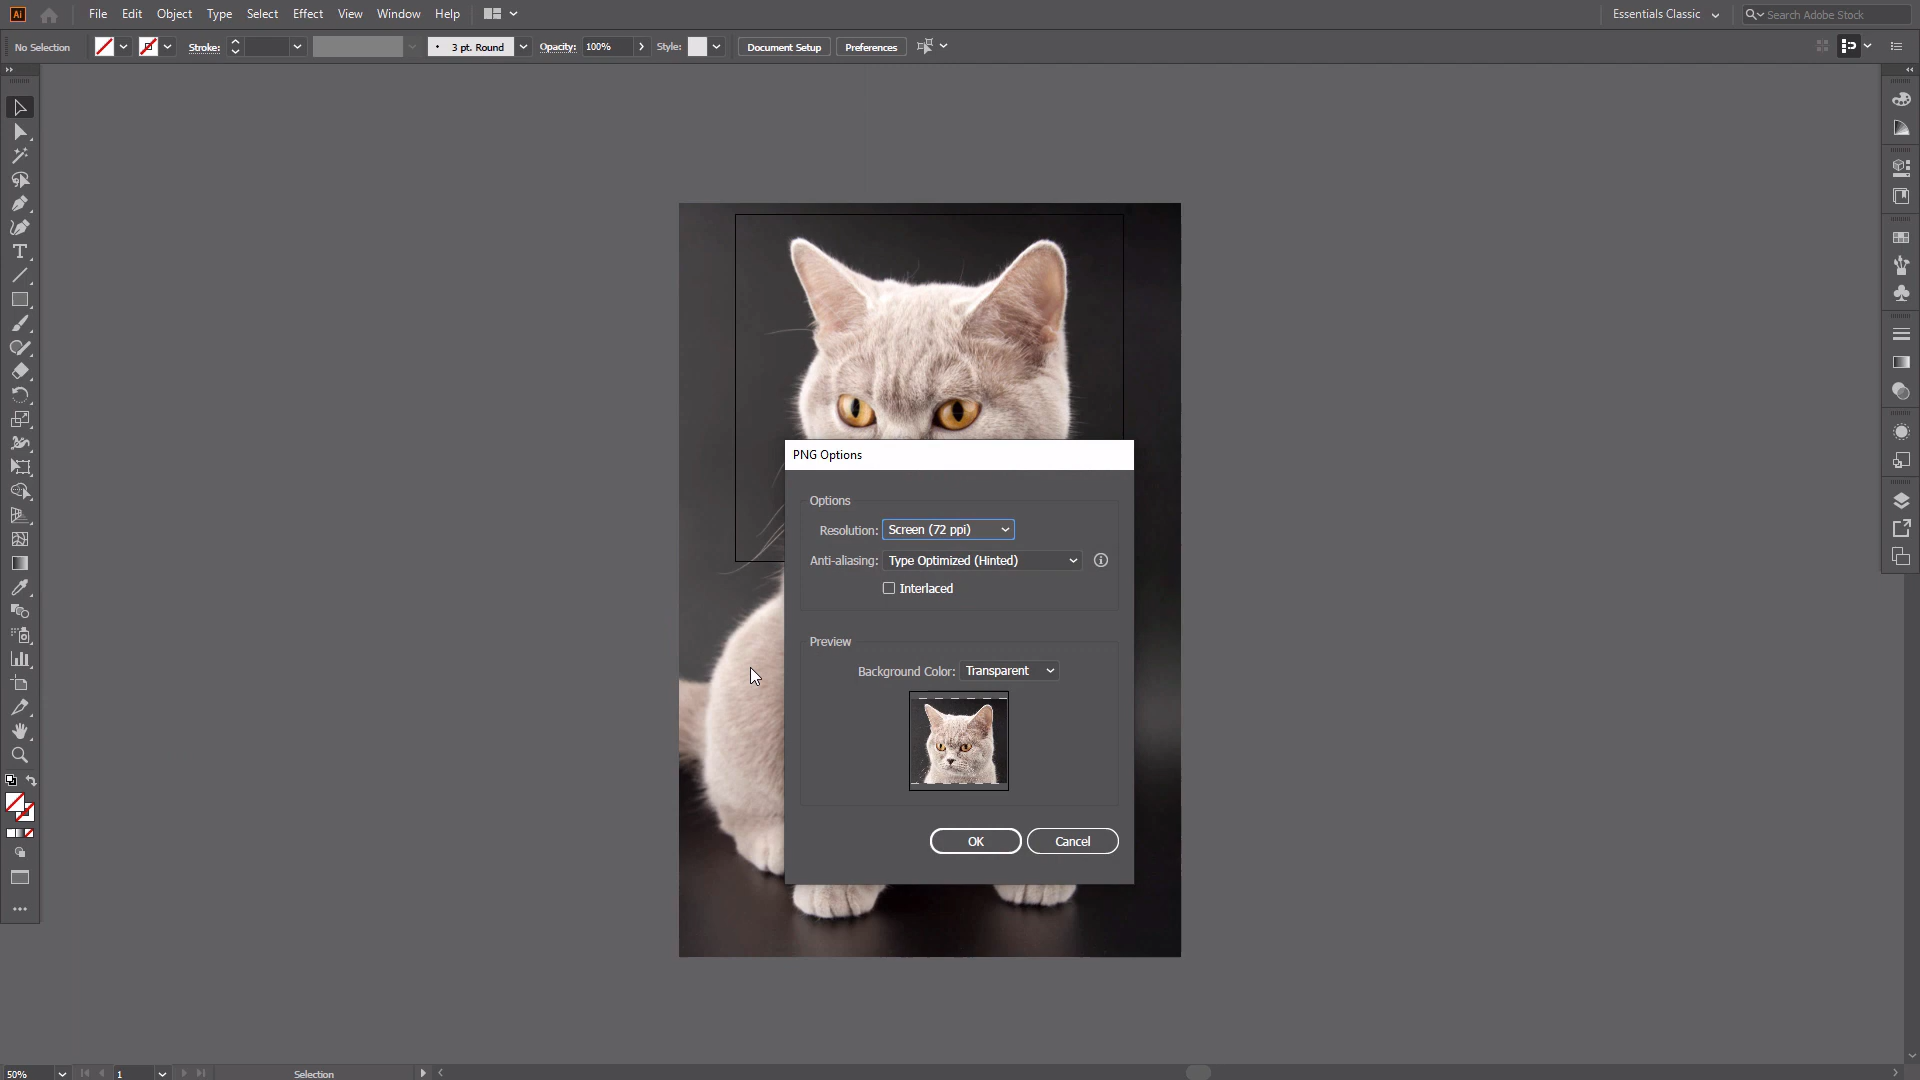 Ai File Edit Object Type Select Effect View Window Help Essentials Classic Search Adobe Stock
No Selection Stroke: 3 pt. Round Opacity: 100% Style: Document Setup Preferences
PNG Options
Options
Resolution: Screen (72 ppi)
Anti-aliasing: Type Optimized (Hinted)
Interlaced
Preview
Background Color: Transparent
OK Cancel
50% 1 Selection